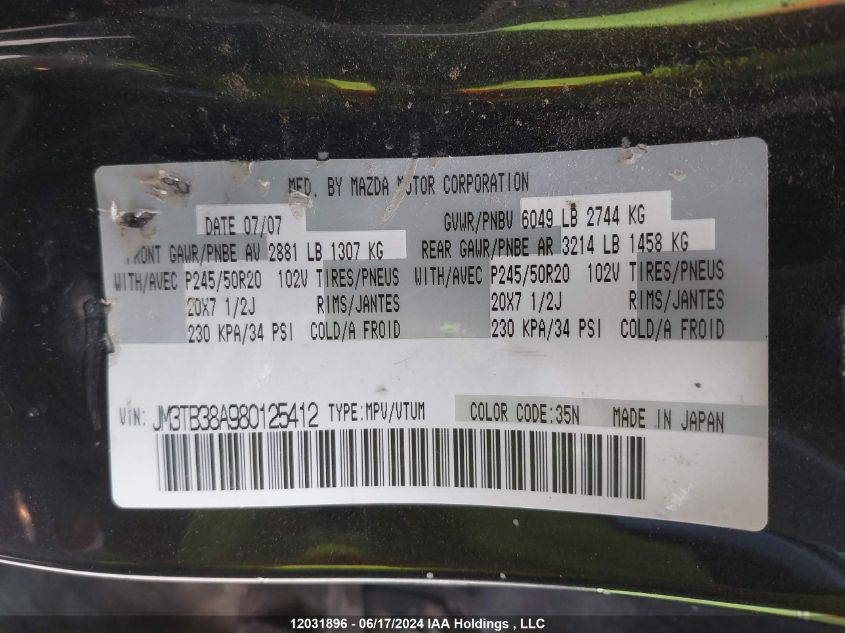 MFD. BY MAZDA MOTOR CORPORATION
DATE 07/07 GVWR/PNBV 6049 LB 2744 KG
FRONT GAWR/PNBE AV 2881 LB 1307 KG REAR GAWR/PNBE AR 3214 LB 1458 KG
WITH/AVEC P245/50R20 102V TIRES/PNEUS WITH/AVEC P245/50R20 102V TIRES/PNEUS
20X7 1/2J RIMS/JANTES 20X7 1/2J RIMS/JANTES
230 KPA/34 PSI COLD/A FROID 230 KPA/34 PSI COLD/A FROID
VIN: JM3TB38A980125412 TYPE:MPV/VTUM COLOR CODE:35N MADE IN JAPAN
12031896 - 06/17/2024 IAA Holdings , LLC